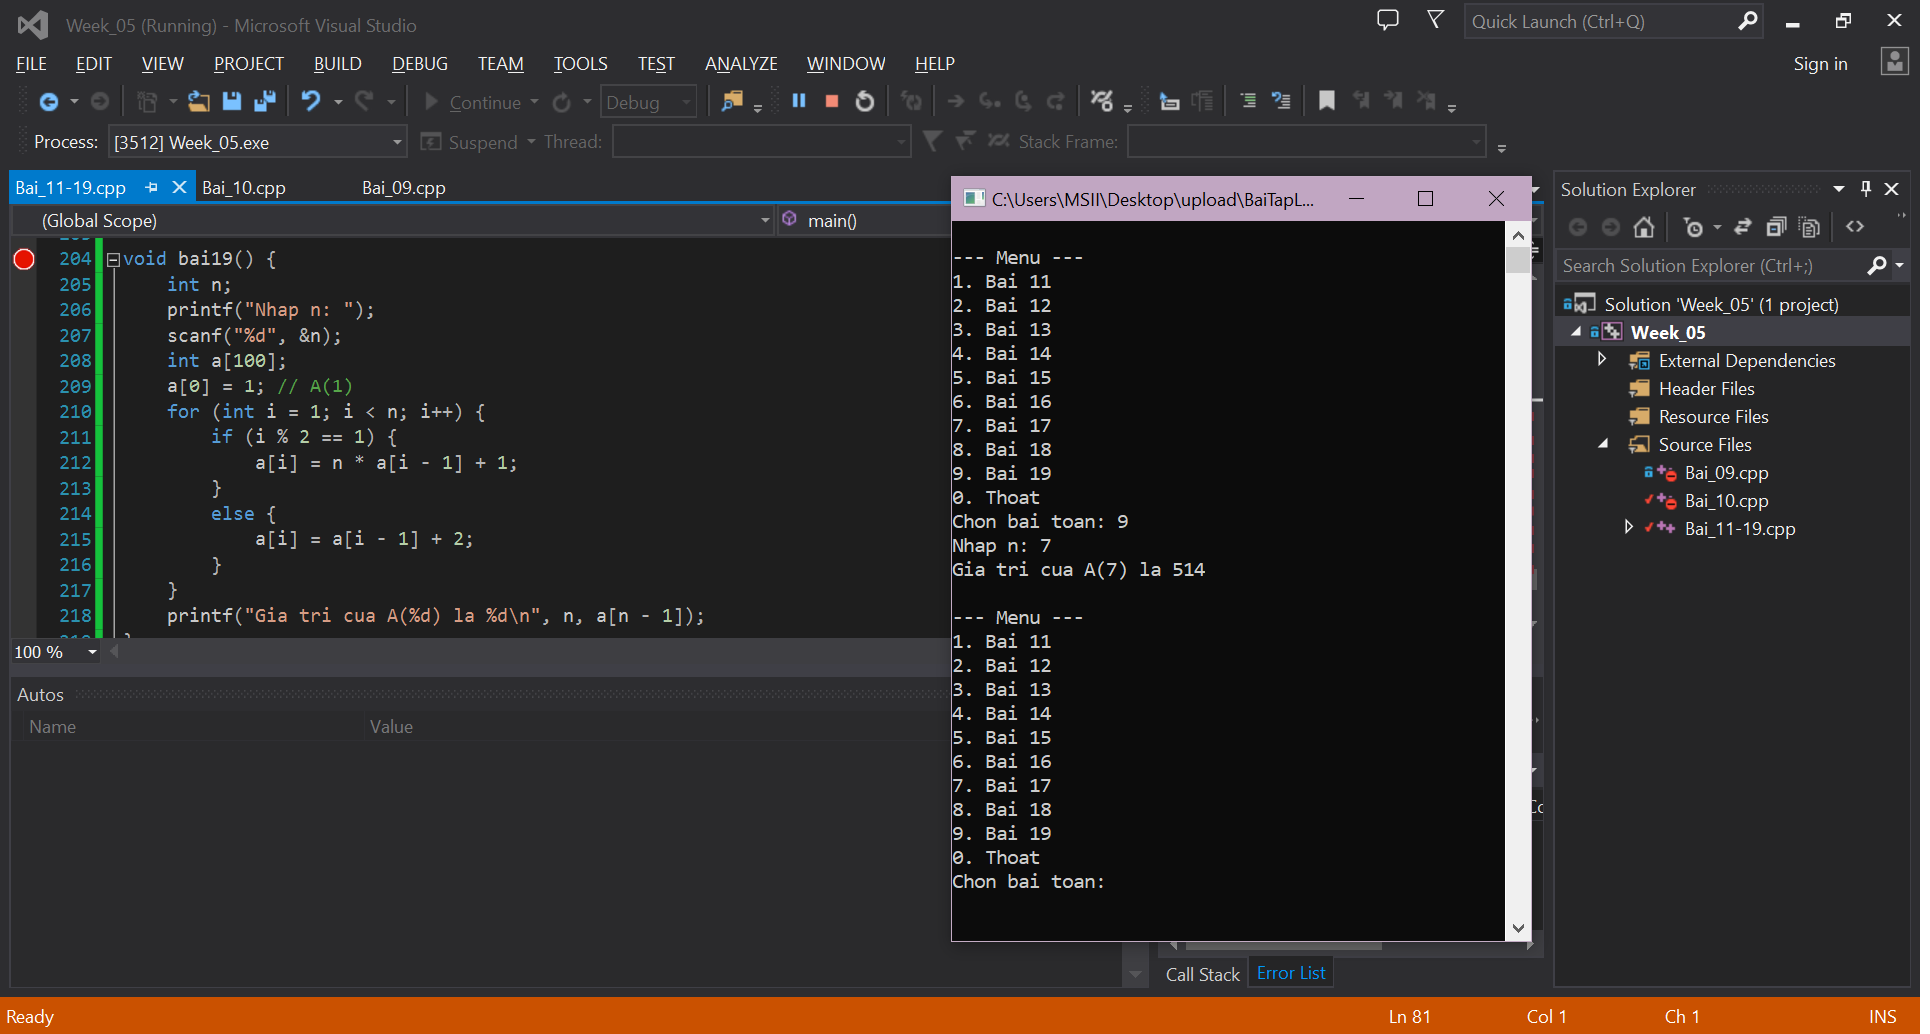 Week_05 (Running) - Microsoft Visual Studio
Quick Launch (Ctrl+Q)
FILE EDIT VIEW PROJECT BUILD DEBUG TEAM TOOLS TEST ANALYZE WINDOW HELP
Sign in
Continue Debug
Process: [3512] Week_05.exe Suspend Thread: Stack Frame:
Bai_11-19.cpp Bai_10.cpp Bai_09.cpp
(Global Scope) main()
204 void bai19() {
205 int n;
206 printf("Nhap n: ");
207 scanf("%d", &n);
208 int a[100];
209 a[0] = 1; // A(1)
210 for (int i = 1; i < n; i++) {
211 if (i % 2 == 1) {
212 a[i] = n * a[i - 1] + 1;
213 }
214 else {
215 a[i] = a[i - 1] + 2;
216 }
217 }
218 printf("Gia tri cua A(%d) la %d\n", n, a[n - 1]);
100 %
Autos
Name Value
C:\Users\MSII\Desktop\upload\BaiTapL...
--- Menu ---
1. Bai 11
2. Bai 12
3. Bai 13
4. Bai 14
5. Bai 15
6. Bai 16
7. Bai 17
8. Bai 18
9. Bai 19
0. Thoat
Chon bai toan: 9
Nhap n: 7
Gia tri cua A(7) la 514
--- Menu ---
1. Bai 11
2. Bai 12
3. Bai 13
4. Bai 14
5. Bai 15
6. Bai 16
7. Bai 17
8. Bai 18
9. Bai 19
0. Thoat
Chon bai toan:
Call Stack Error List
Solution Explorer
Search Solution Explorer (Ctrl+;)
Solution 'Week_05' (1 project)
Week_05
External Dependencies
Header Files
Resource Files
Source Files
Bai_09.cpp
Bai_10.cpp
Bai_11-19.cpp
Ready Ln 81 Col 1 Ch 1 INS